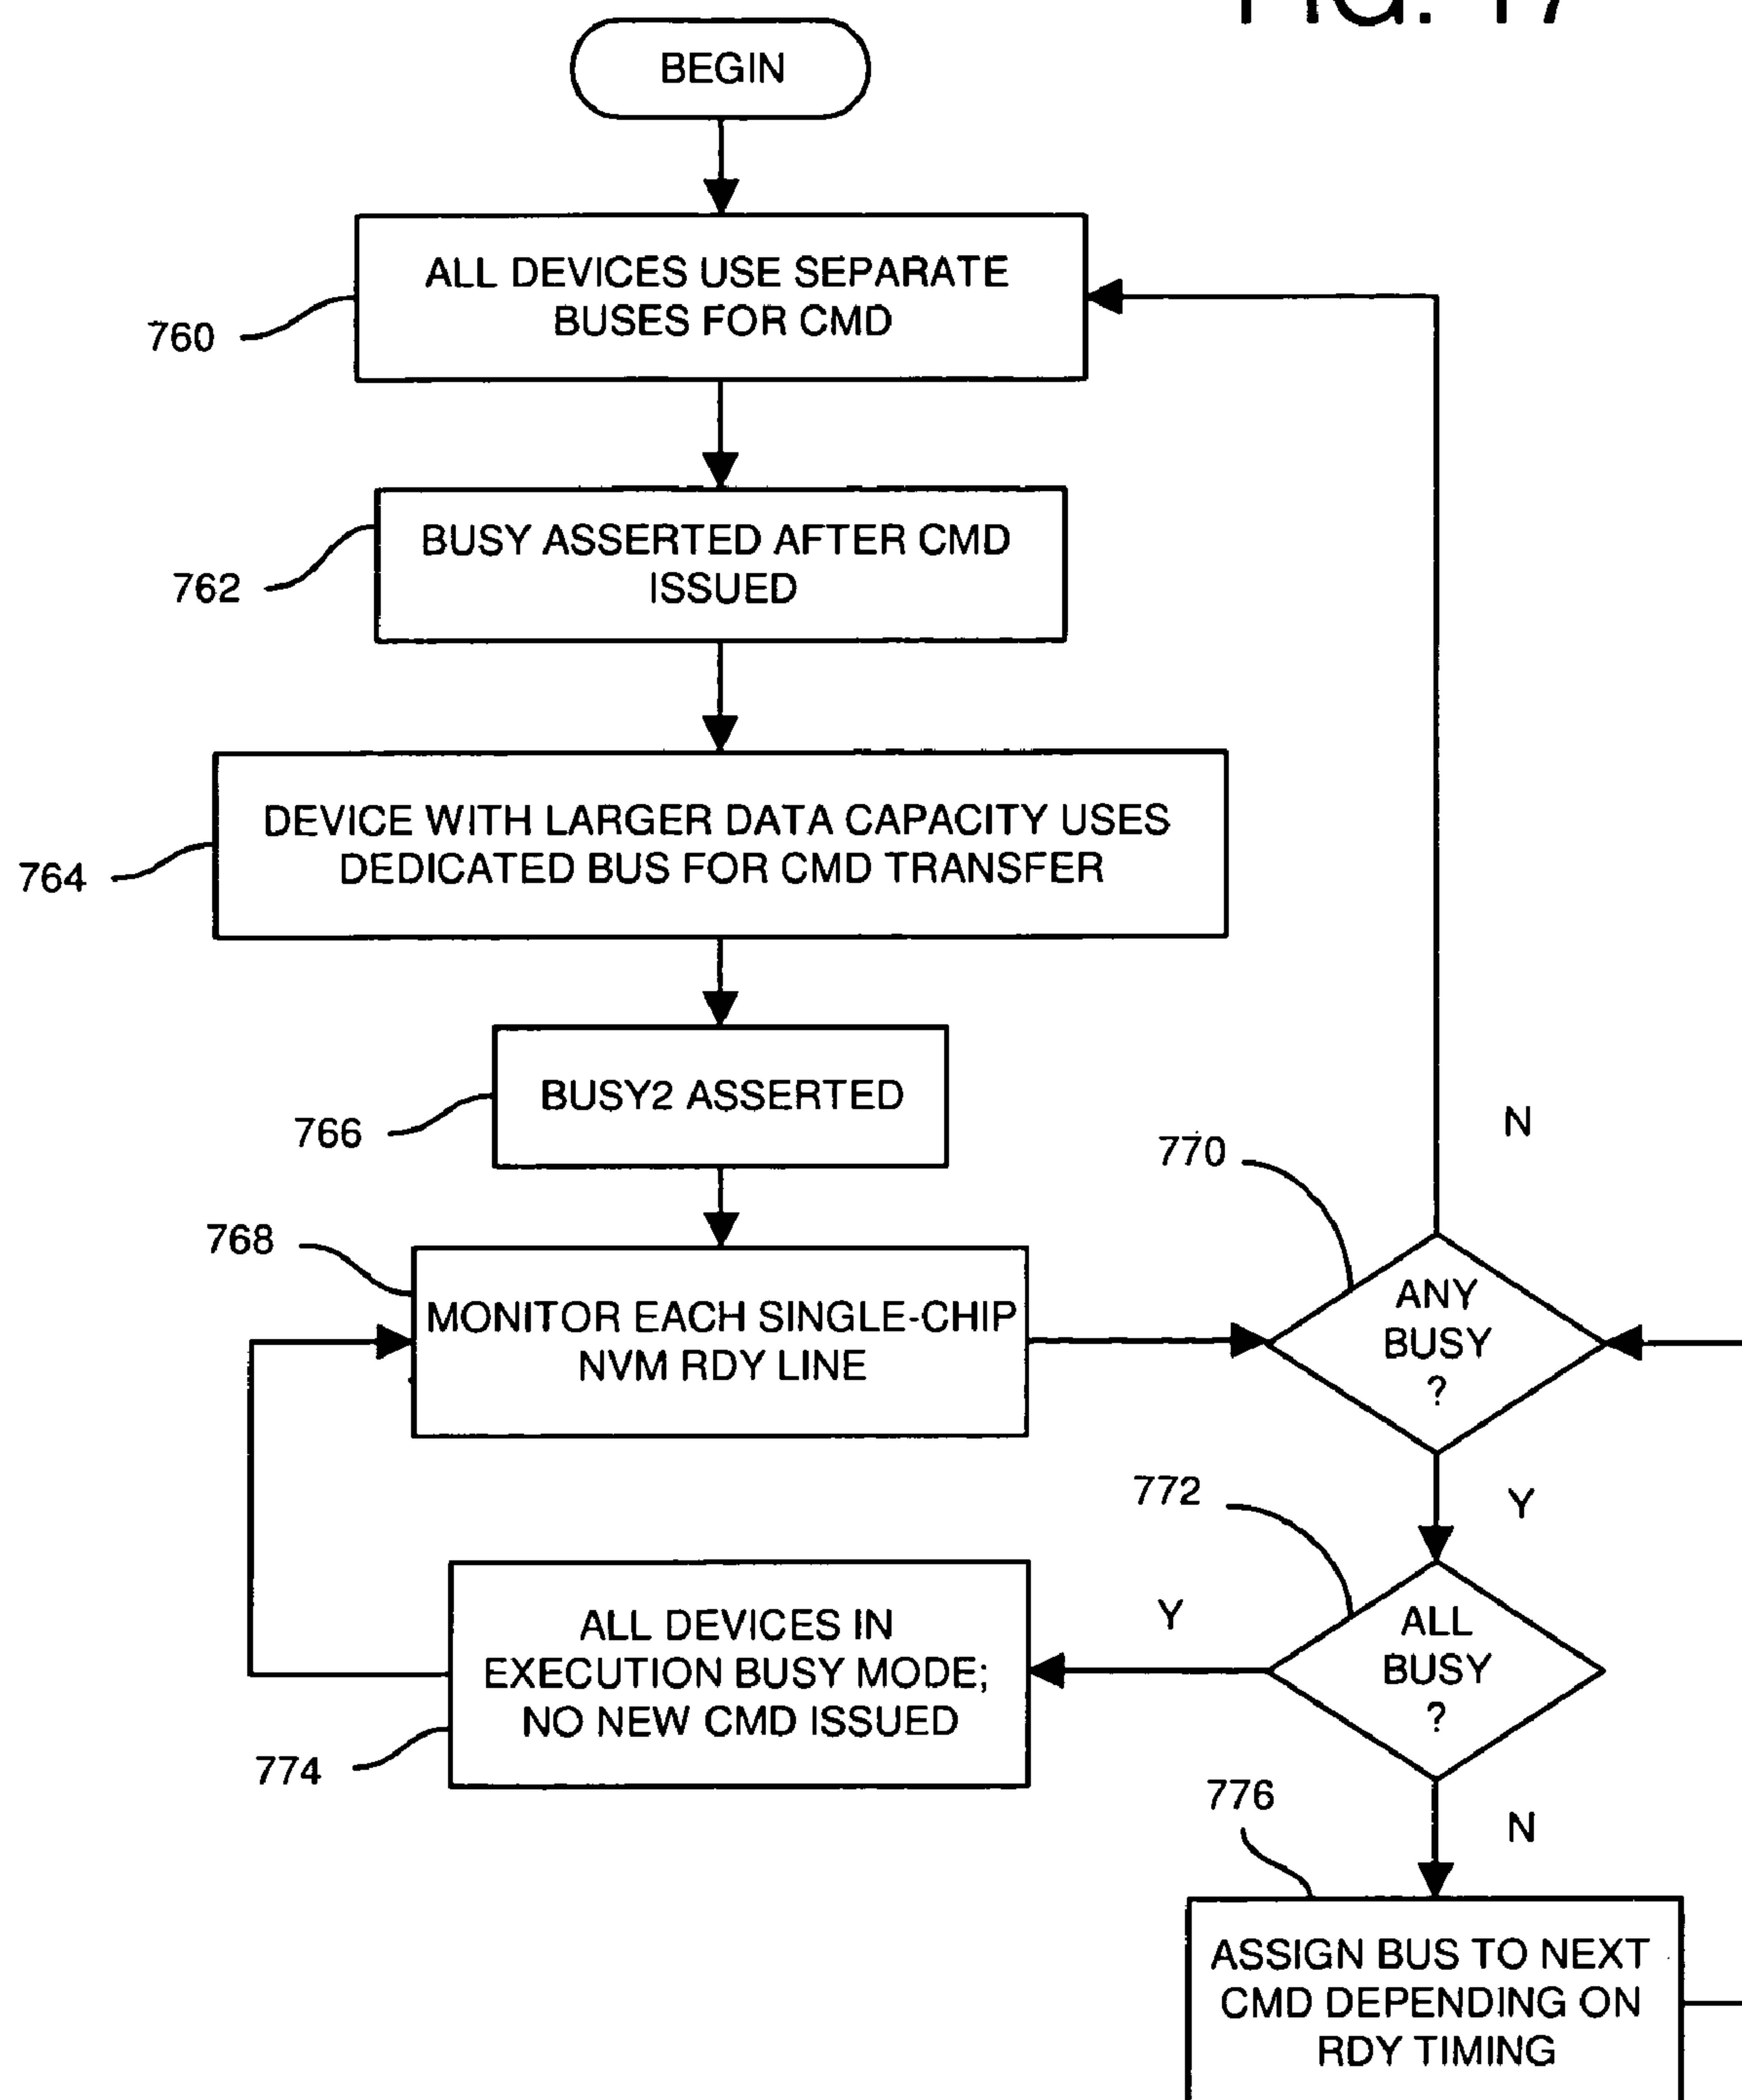 FIG. 17
BEGIN
ALL DEVICES USE SEPARATE
BUSES FOR CMD
760
BUSY ASSERTED AFTER CMD
ISSUED
762
DEVICE WITH LARGER DATA CAPACITY USES
DEDICATED BUS FOR CMD TRANSFER
764
BUSY2 ASSERTED
766
N
770
768
MONITOR EACH SINGLE-CHIP
NVM RDY LINE
ANY
BUSY
?
772
Y
ALL DEVICES IN
EXECUTION BUSY MODE;
NO NEW CMD ISSUED
774
Y
ALL
BUSY
?
776
N
ASSIGN BUS TO NEXT
CMD DEPENDING ON
RDY TIMING